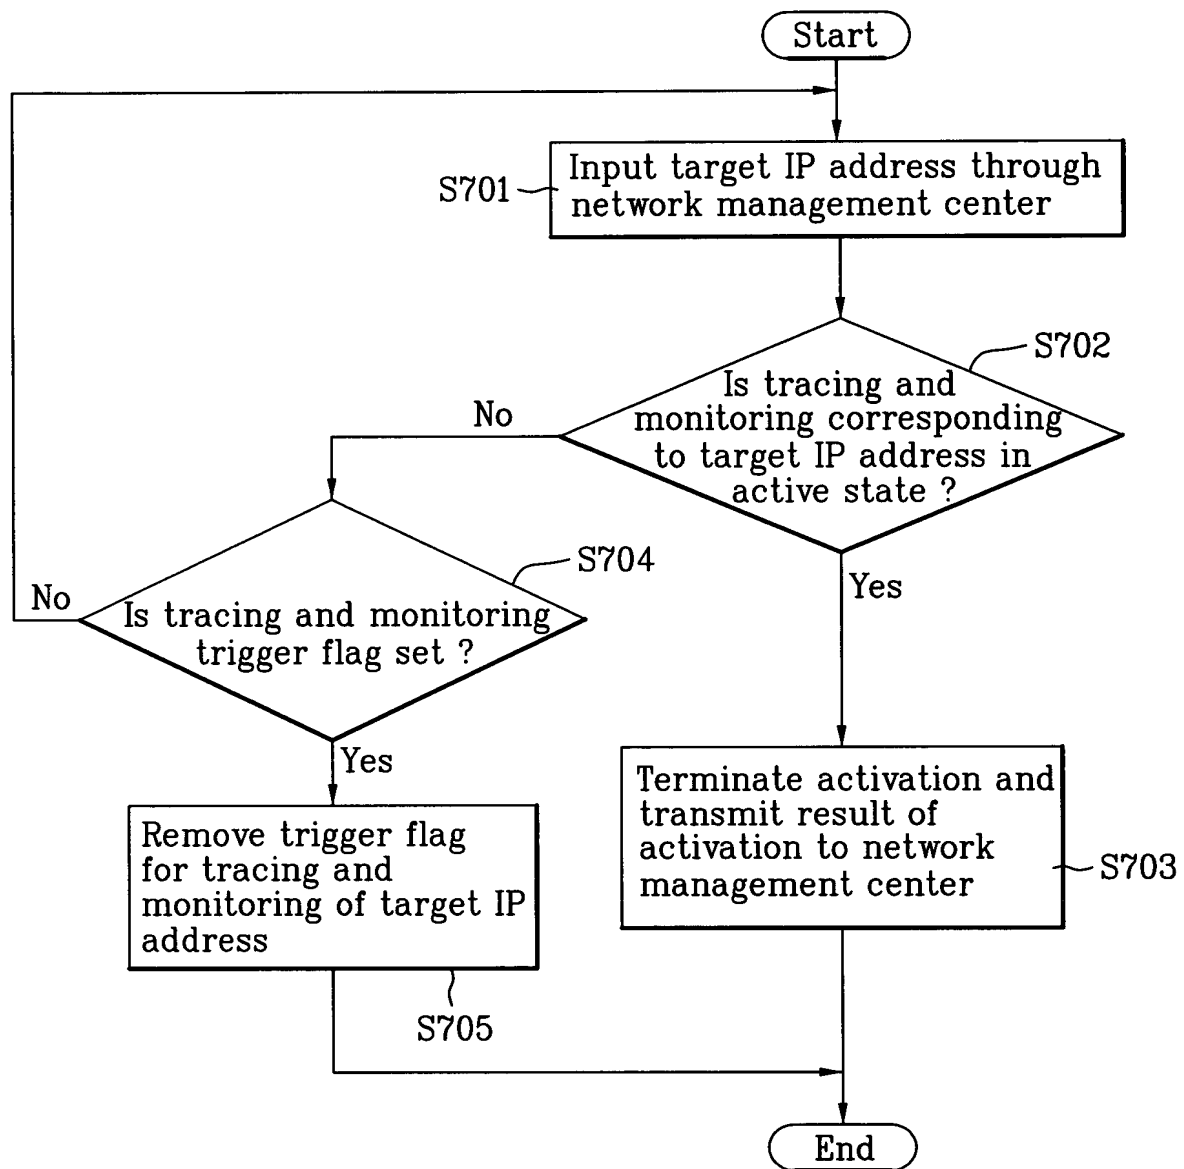 Start
Input target IP address through
network management center
S701
S702
Is tracing and
monitoring corresponding
to target IP address in
active state ?
No
Yes
S704
No
Is tracing and monitoring
trigger flag set ?
Yes
Terminate activation and
transmit result of
activation to network
management center
S703
Remove trigger flag
for tracing and
monitoring of target IP
address
S705
End